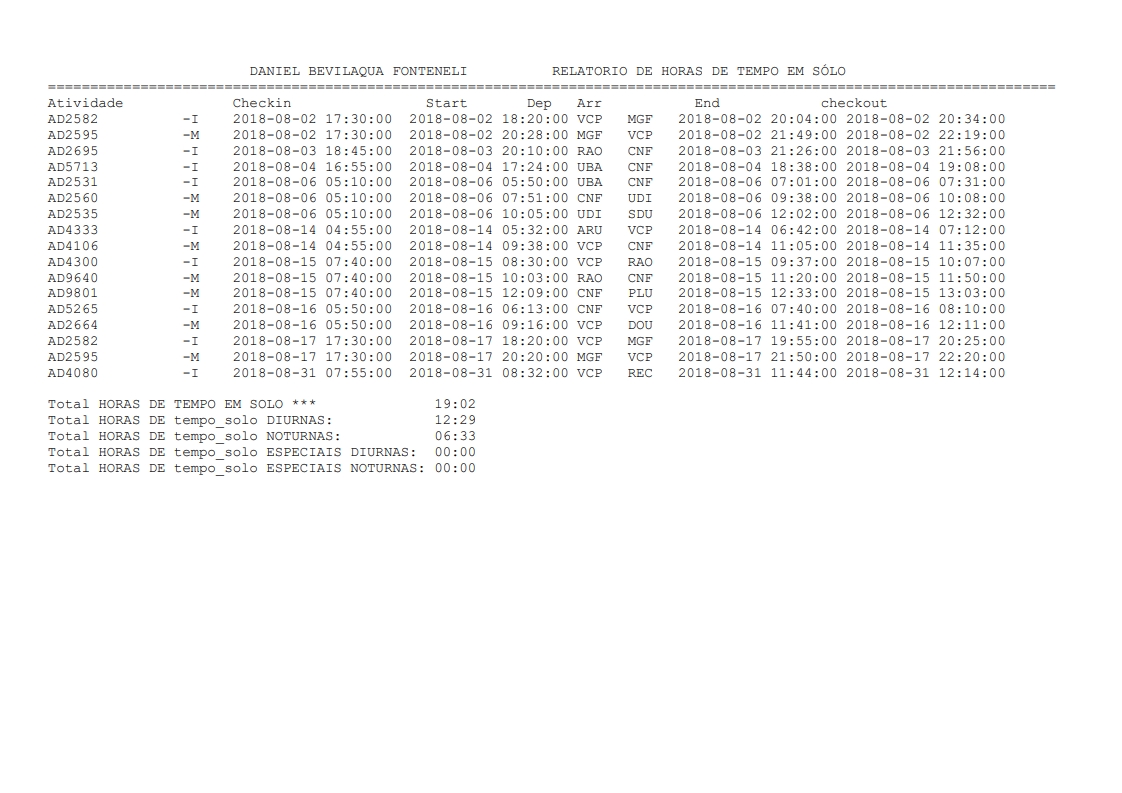 DANIEL BEVILAQUA FONTENELI RELATORIO DE HORAS DE TEMPO EM SÓLO
========================================================================================================================
Atividade Checkin Start Dep Arr End checkout
AD2582 -I 2018-08-02 17:30:00 2018-08-02 18:20:00 VCP MGF 2018-08-02 20:04:00 2018-08-02 20:34:00
AD2595 -M 2018-08-02 17:30:00 2018-08-02 20:28:00 MGF VCP 2018-08-02 21:49:00 2018-08-02 22:19:00
AD2695 -I 2018-08-03 18:45:00 2018-08-03 20:10:00 RAO CNF 2018-08-03 21:26:00 2018-08-03 21:56:00
AD5713 -I 2018-08-04 16:55:00 2018-08-04 17:24:00 UBA CNF 2018-08-04 18:38:00 2018-08-04 19:08:00
AD2531 -I 2018-08-06 05:10:00 2018-08-06 05:50:00 UBA CNF 2018-08-06 07:01:00 2018-08-06 07:31:00
AD2560 -M 2018-08-06 05:10:00 2018-08-06 07:51:00 CNF UDI 2018-08-06 09:38:00 2018-08-06 10:08:00
AD2535 -M 2018-08-06 05:10:00 2018-08-06 10:05:00 UDI SDU 2018-08-06 12:02:00 2018-08-06 12:32:00
AD4333 -I 2018-08-14 04:55:00 2018-08-14 05:32:00 ARU VCP 2018-08-14 06:42:00 2018-08-14 07:12:00
AD4106 -M 2018-08-14 04:55:00 2018-08-14 09:38:00 VCP CNF 2018-08-14 11:05:00 2018-08-14 11:35:00
AD4300 -I 2018-08-15 07:40:00 2018-08-15 08:30:00 VCP RAO 2018-08-15 09:37:00 2018-08-15 10:07:00
AD9640 -M 2018-08-15 07:40:00 2018-08-15 10:03:00 RAO CNF 2018-08-15 11:20:00 2018-08-15 11:50:00
AD9801 -M 2018-08-15 07:40:00 2018-08-15 12:09:00 CNF PLU 2018-08-15 12:33:00 2018-08-15 13:03:00
AD5265 -I 2018-08-16 05:50:00 2018-08-16 06:13:00 CNF VCP 2018-08-16 07:40:00 2018-08-16 08:10:00
AD2664 -M 2018-08-16 05:50:00 2018-08-16 09:16:00 VCP DOU 2018-08-16 11:41:00 2018-08-16 12:11:00
AD2582 -I 2018-08-17 17:30:00 2018-08-17 18:20:00 VCP MGF 2018-08-17 19:55:00 2018-08-17 20:25:00
AD2595 -M 2018-08-17 17:30:00 2018-08-17 20:20:00 MGF VCP 2018-08-17 21:50:00 2018-08-17 22:20:00
AD4080 -I 2018-08-31 07:55:00 2018-08-31 08:32:00 VCP REC 2018-08-31 11:44:00 2018-08-31 12:14:00
Total HORAS DE TEMPO EM SOLO *** 19:02
Total HORAS DE tempo_solo DIURNAS: 12:29
Total HORAS DE tempo_solo NOTURNAS: 06:33
Total HORAS DE tempo_solo ESPECIAIS DIURNAS: 00:00
Total HORAS DE tempo_solo ESPECIAIS NOTURNAS: 00:00